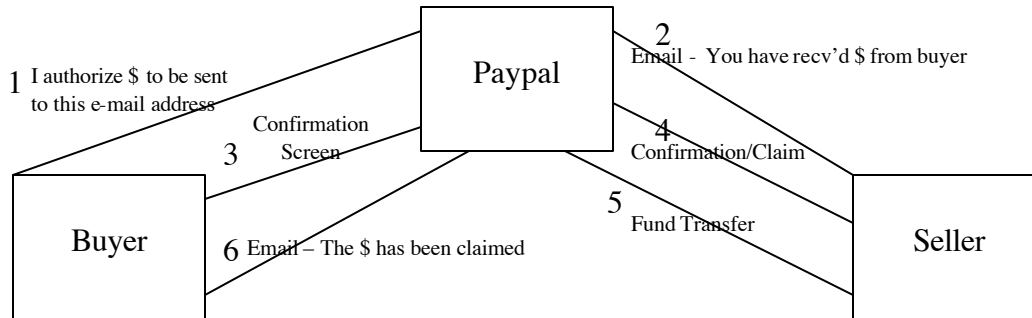 Paypal
1 I authorize $ to be sent
to this e-mail address
2
Email - You have recv’d $ from buyer
3 Confirmation
Screen
4
Confirmation/Claim
5
Fund Transfer
Buyer
6 Email – The $ has been claimed
Seller